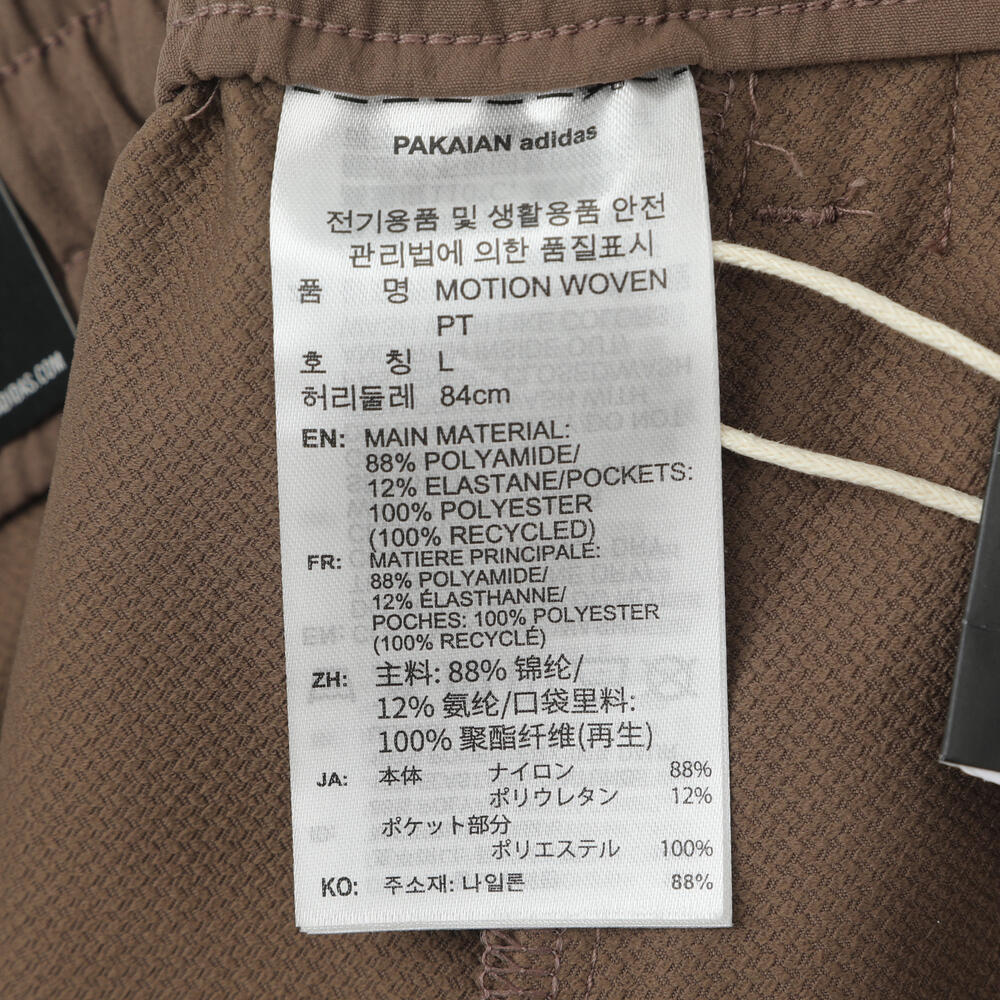 PAKAIAN adidas
전기용품 및 생활용품 안전
관리법에 의한 품질표시
품 명 MOTION WOVEN
PT
호 칭 L
허리둘레 84cm
EN: MAIN MATERIAL:
88% POLYAMIDE/
12% ELASTANE/POCKETS:
100% POLYESTER
(100% RECYCLED)
FR: MATIERE PRINCIPALE:
88% POLYAMIDE/
12% ÉLASTHANNE/
POCHES: 100% POLYESTER
(100% RECYCLÉ)
ZH: 主料: 88% 锦纶/
12% 氨纶/口袋里料:
100% 聚酯纤维(再生)
JA: 本体 ナイロン 88%
ポリウレタン 12%
ポケット部分
ポリエステル 100%
KO: 주소재: 나일론 88%